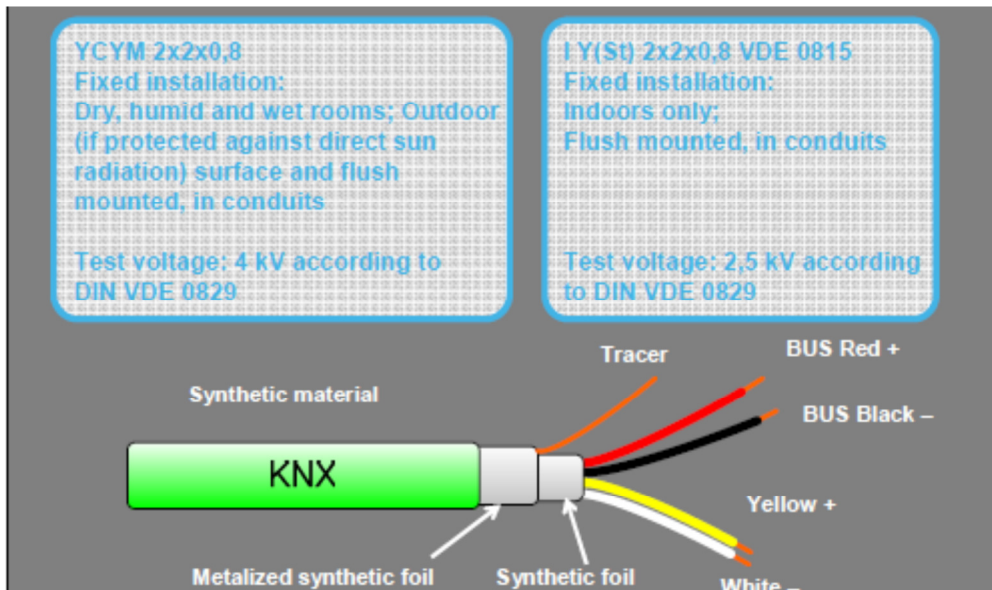 YCYM 2x2x0,8
Fixed installation:
Dry, humid and wet rooms; Outdoor
(if protected against direct sun
radiation) surface and flush
mounted, in conduits
Test voltage: 4 kV according to
DIN VDE 0829
I Y(St) 2x2x0,8 VDE 0815
Fixed installation:
Indoors only;
Flush mounted, in conduits
Test voltage: 2,5 kV according
to DIN VDE 0829
Tracer
BUS Red +
Synthetic material
BUS Black –
KNX
Yellow +
Metalized synthetic foil
Synthetic foil
White –